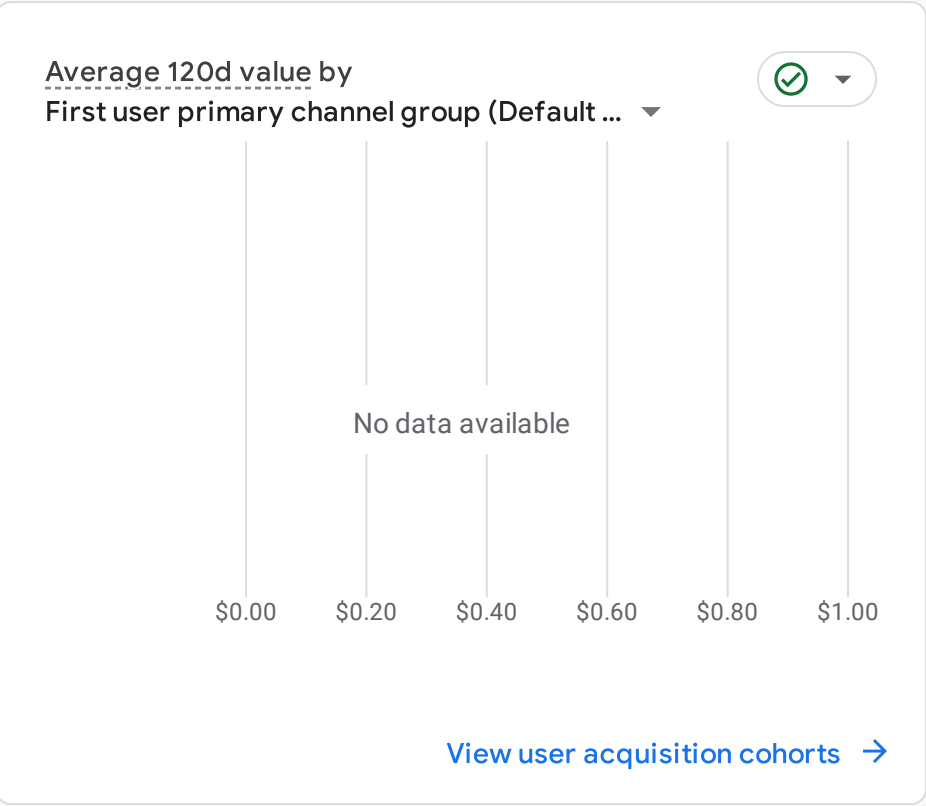 Average 120d value by
First user primary channel group (Default ...
No data available
$0.00 $0.20 $0.40 $0.60 $0.80 $1.00
View user acquisition cohorts